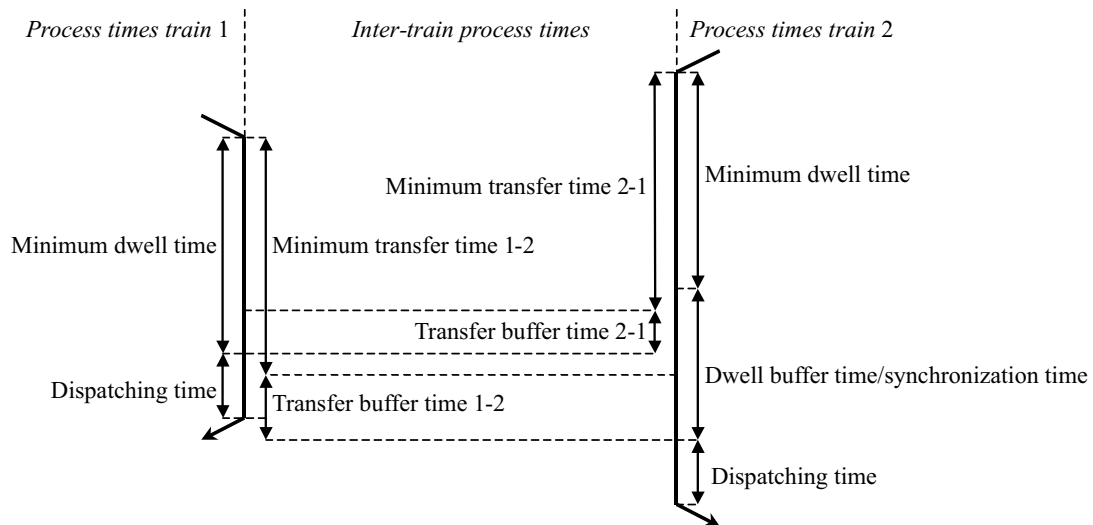 Process times train 1
Inter-train process times
Process times train 2
Minimum transfer time 2-1
Minimum dwell time
Minimum dwell time
Minimum transfer time 1-2
Transfer buffer time 2-1
Dwell buffer time/synchronization time
Dispatching time
Transfer buffer time 1-2
Dispatching time